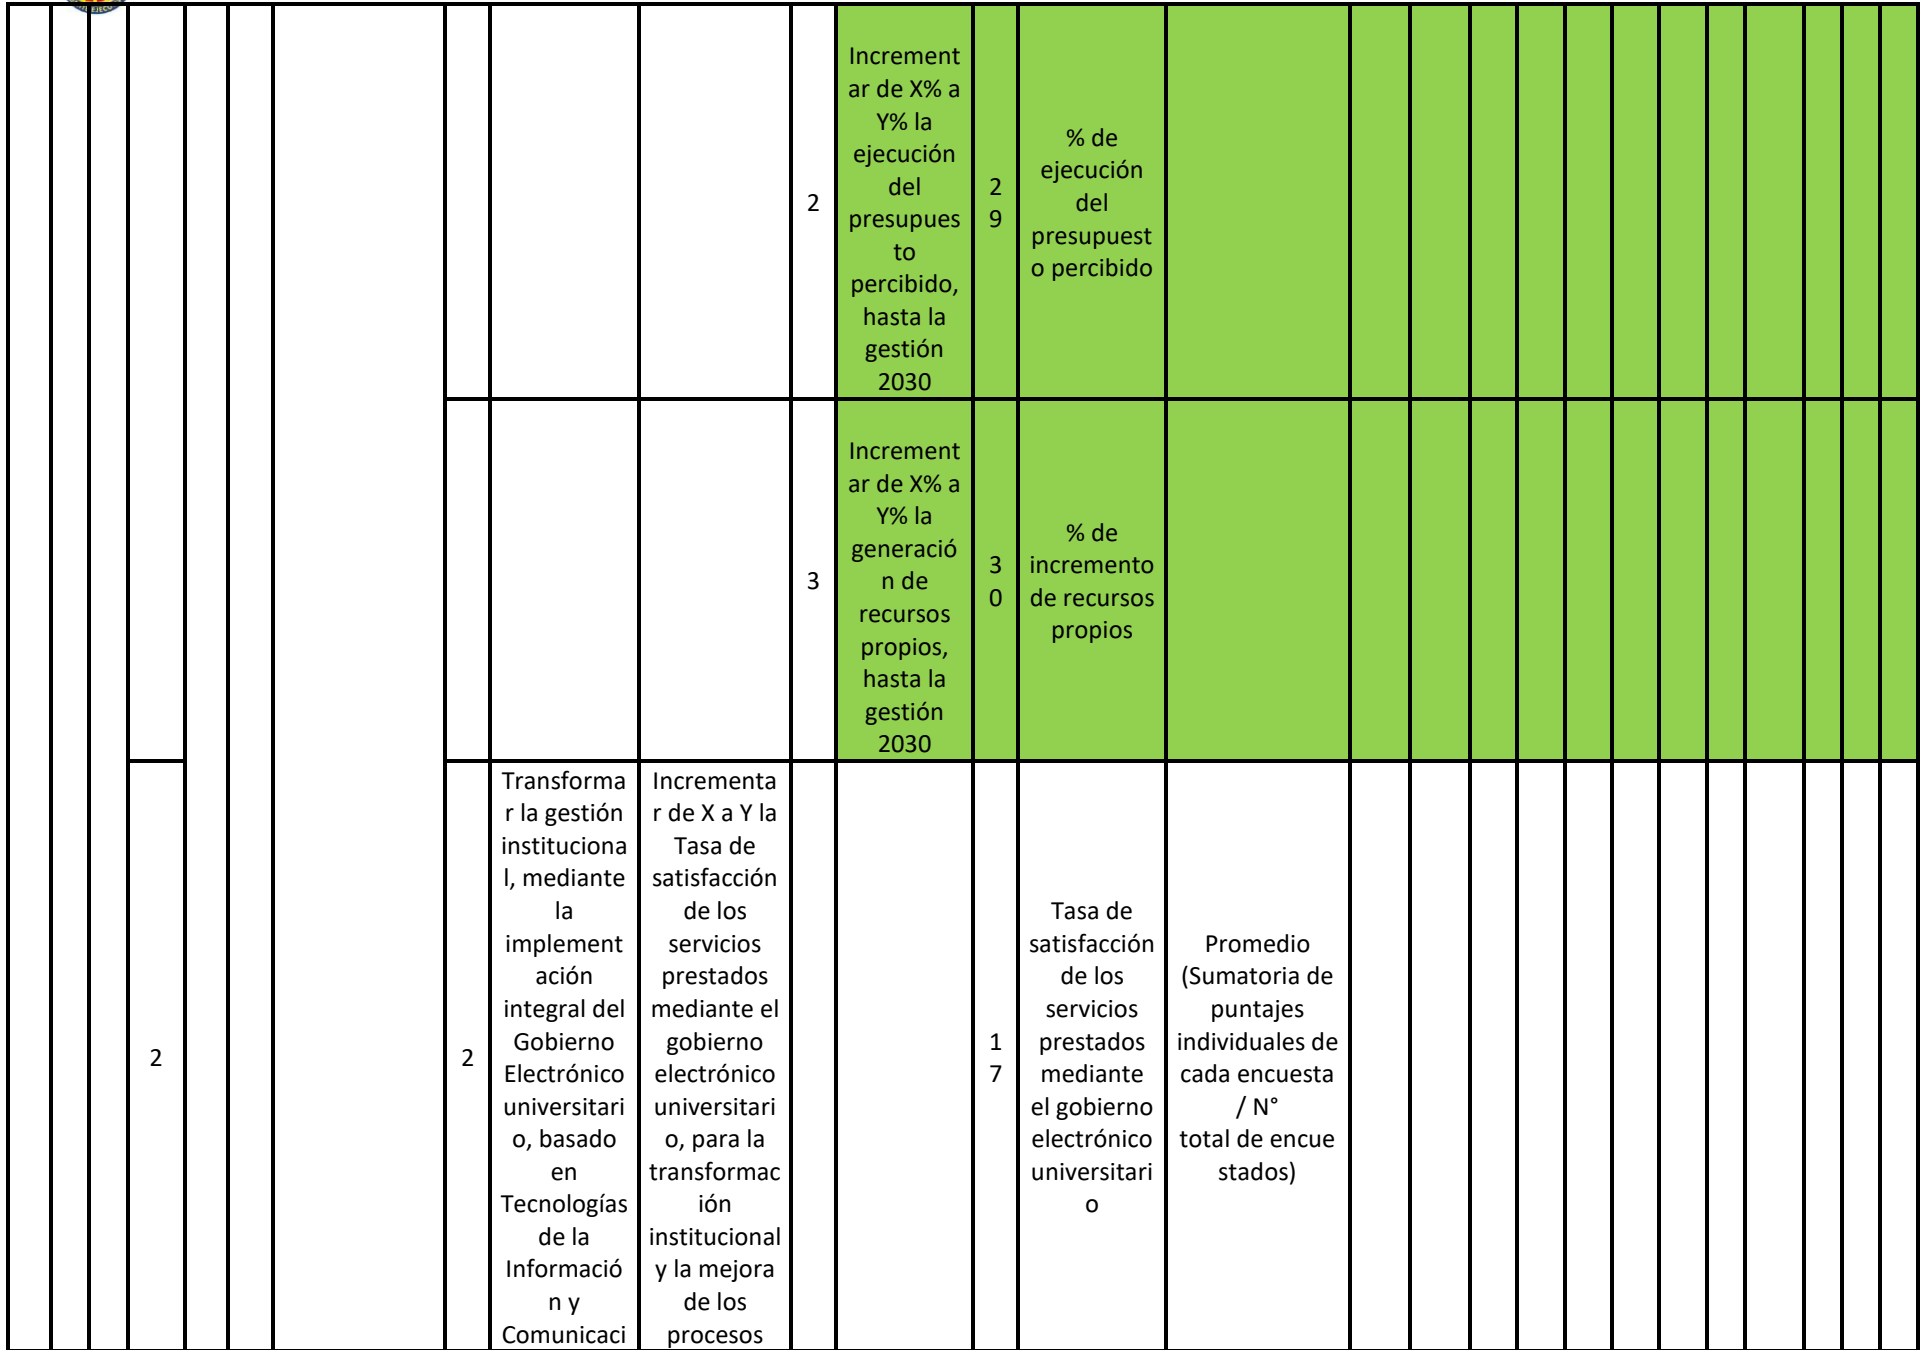 2
Increment
ar de X% a
Y% la
ejecución
del
presupues
to
percibido,
hasta la
gestión
2030
2
9
% de
ejecución
del
presupuest
o percibido
3
Increment
ar de X% a
Y% la
generació
n de
recursos
propios,
hasta la
gestión
2030
3
0
% de
incremento
de recursos
propios
2
2
Transforma
r la gestión
instituciona
l, mediante
la
implement
ación
integral del
Gobierno
Electrónico
universitari
o, basado
en
Tecnologías
de la
Informació
n y
Comunicaci
Incrementa
r de X a Y la
Tasa de
satisfacción
de los
servicios
prestados
mediante el
gobierno
electrónico
universitari
o, para la
transformac
ión
institucional
y la mejora
de los
procesos
1
7
Tasa de
satisfacción
de los
servicios
prestados
mediante
el gobierno
electrónico
universitari
o
Promedio
(Sumatoria de
puntajes
individuales de
cada encuesta
/ N°
total de encue
stados)